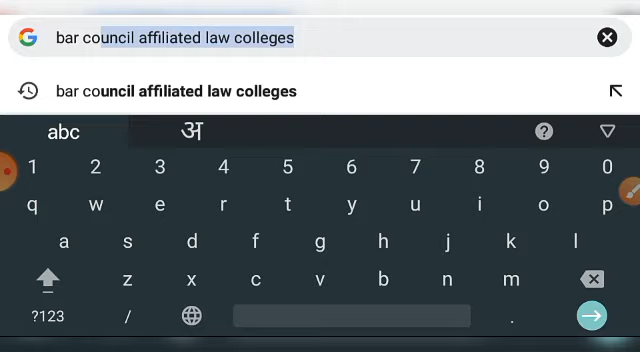 bar council affiliated law colleges
bar council affiliated law colleges
abc अ ?
1 2 3 4 5 6 7 8 9 0
q w e r t y u i o p
a s d f g h j k l
z x c v b n m
?123 / .